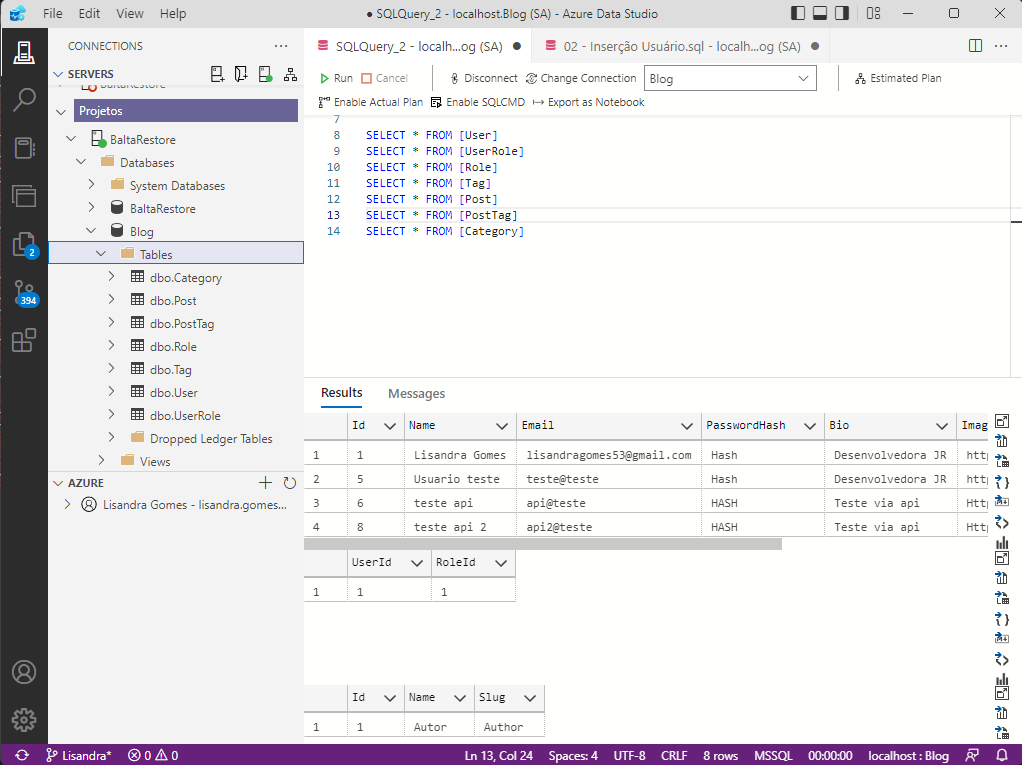 File Edit View Help
● SQLQuery_2 - localhost.Blog (SA) - Azure Data Studio
CONNECTIONS
SERVERS
BaltaRestore
Projetos
BaltaRestore
Databases
System Databases
BaltaRestore
Blog
Tables
dbo.Category
dbo.Post
dbo.PostTag
dbo.Role
dbo.Tag
dbo.User
dbo.UserRole
Dropped Ledger Tables
Views
AZURE
Lisandra Gomes - lisandra.gomes...
2
394
SQLQuery_2 - localh...og (SA) ●
02 - Inserção Usuário.sql - localh...og (SA) ●
Run Cancel Disconnect Change Connection Blog Estimated Plan
Enable Actual Plan Enable SQLCMD Export as Notebook
7
8 SELECT * FROM [User]
9 SELECT * FROM [UserRole]
10 SELECT * FROM [Role]
11 SELECT * FROM [Tag]
12 SELECT * FROM [Post]
13 SELECT * FROM [PostTag]
14 SELECT * FROM [Category]
Results Messages
Id Name Email PasswordHash Bio Imag
1 1 Lisandra Gomes lisandragomes53@gmail.com Hash Desenvolvedora JR http
2 5 Usuario teste teste@teste Hash Desenvolvedora JR http
3 6 teste api api@teste HASH Teste via api Http
4 8 teste api 2 api2@teste HASH Teste via api Htt
UserId RoleId
1 1 1
Id Name Slug
1 1 Autor Author
Lisandra* 0 0 Ln 13, Col 24 Spaces: 4 UTF-8 CRLF 8 rows MSSQL 00:00:00 localhost : Blog